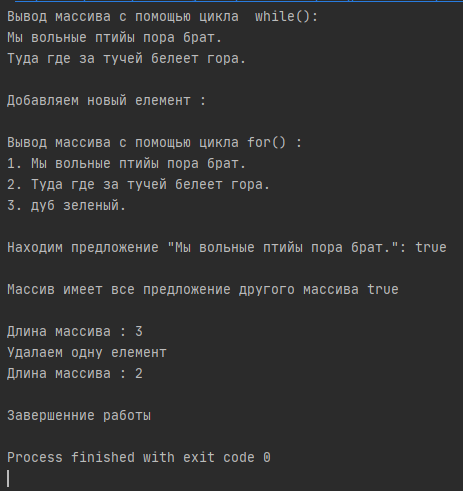 Вывод массива с помощью цикла  while():
Мы вольные птийы пора брат.
Туда где за тучей белеет гора.
Добавляем новый елемент :
Вывод массива с помощью цикла for() :
1. Мы вольные птийы пора брат.
2. Туда где за тучей белеет гора.
3. дуб зеленый.
Находим предложение "Мы вольные птийы пора брат.": true
Массив имеет все предложение другого массива true
Длина массива : 3
Удалаем одну елемент
Длина массива : 2
Завершенние работы
Process finished with exit code 0